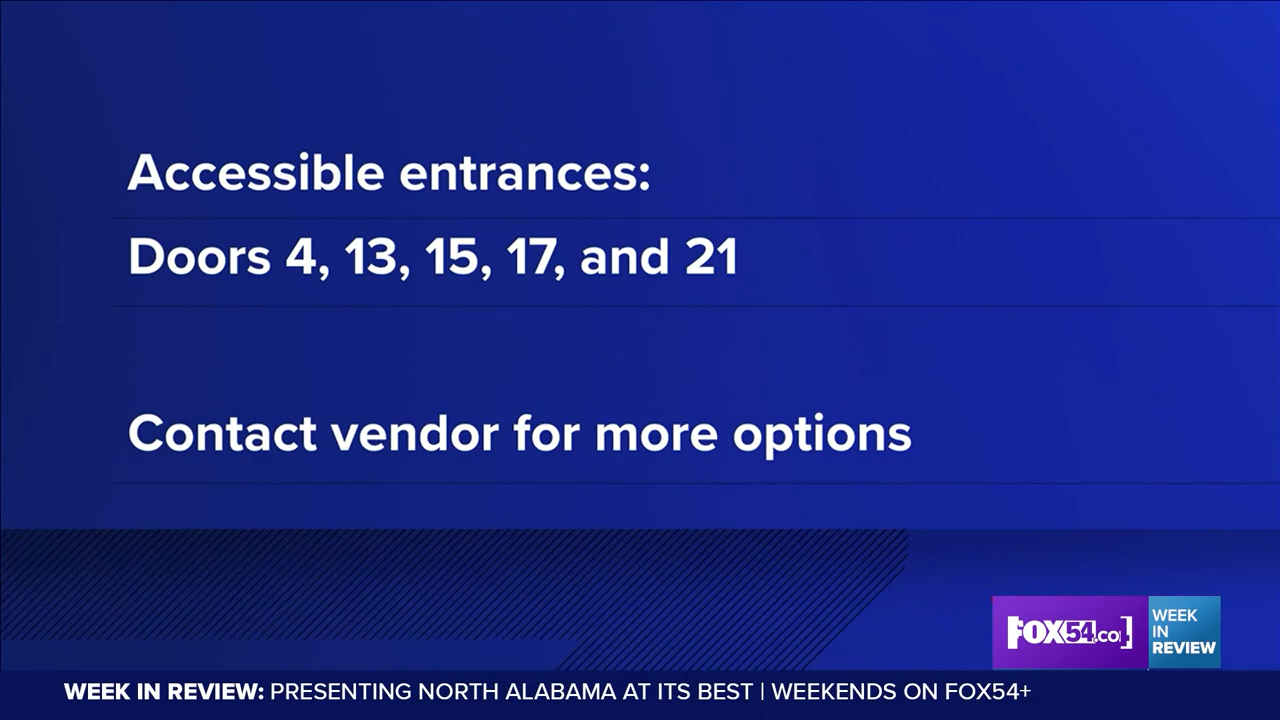 Accessible entrances:
Doors 4, 13, 15, 17, and 21
Contact vendor for more options
FOX54.co
WEEK
IN
REVIEW
WEEK IN REVIEW: PRESENTING NORTH ALABAMA AT ITS BEST | WEEKENDS ON FOX54+